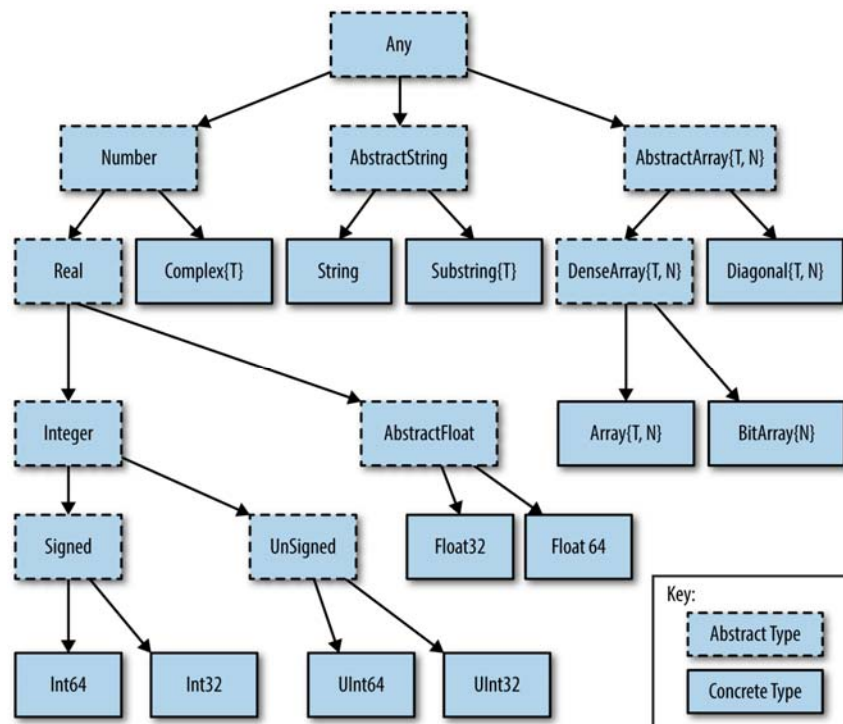 Any
Number
AbstractString
AbstractArray{T, N}
Real
Complex{T}
String
Substring{T}
DenseArray{T, N}
Diagonal{T, N}
Integer
AbstractFloat
Array{T, N}
BitArray{N}
Signed
UnSigned
Float32
Float 64
Int64
Int32
UInt64
UInt32
Key:
Abstract Type
Concrete Type